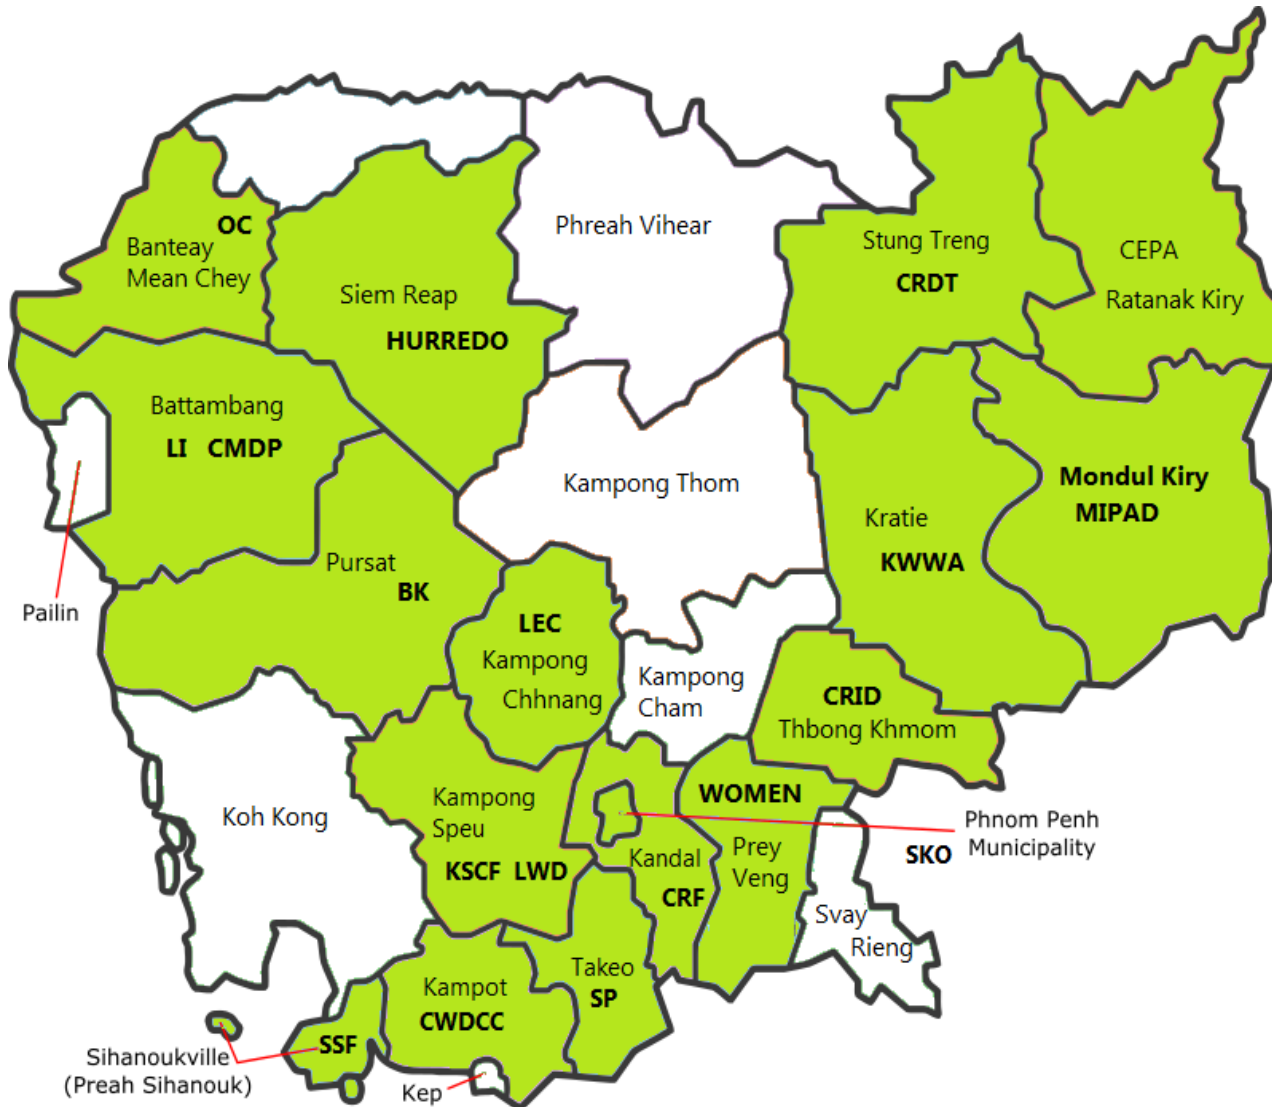 OC
Banteay
Mean Chey
Siem Reap
HURREDO
Phreah Vihear
Stung Treng
CRDT
CEPA
Ratanak Kiry
Battambang
LI CMDP
Pailin
Pursat
BK
Kampong Thom
Kratie
KWWA
Mondul Kiry
MIPAD
LEC
Kampong
Chhnang
Kampong
Cham
CRID
Thbong Khmom
Koh Kong
Kampong
Speu
KSCF LWD
Kandal
CRF
WOMEN
Prey
Veng
Phnom Penh
Municipality
SKO
Svay
Rieng
Takeo
SP
Kampot
CWDCC
SSF
Sihanoukville
(Preah Sihanouk)
Kep